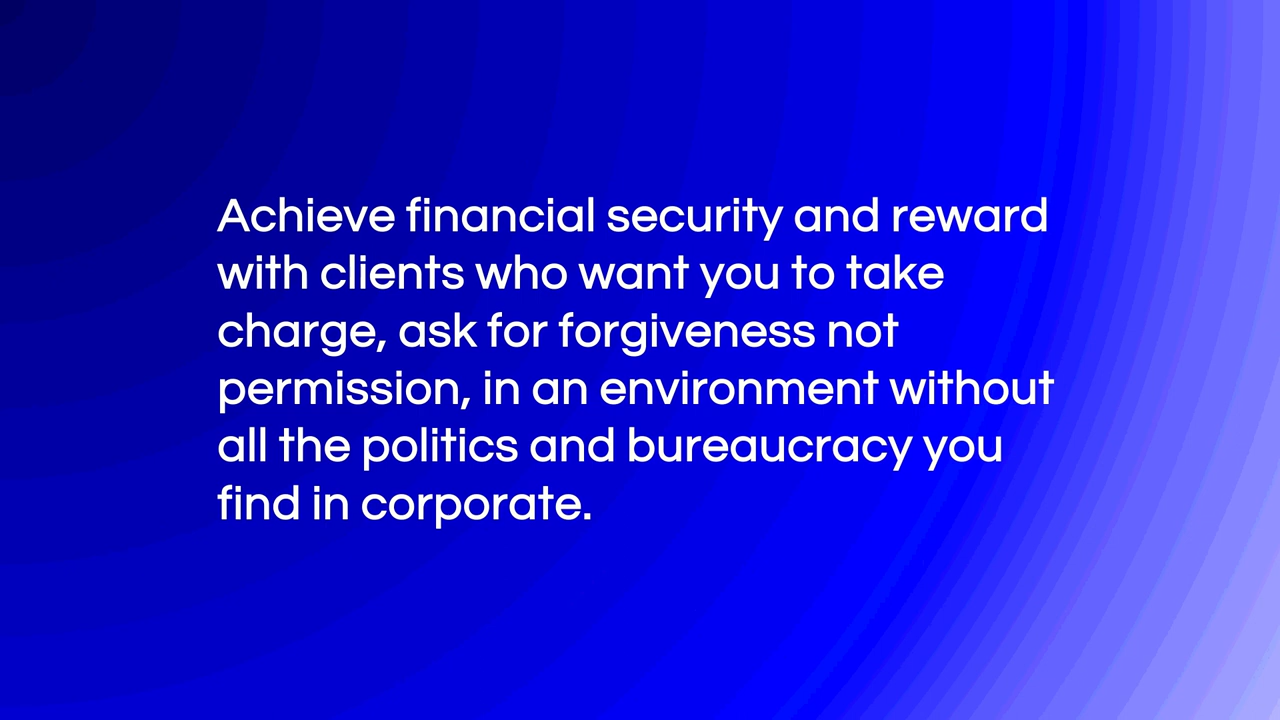 Achieve financial security and reward
with clients who want you to take
charge, ask for forgiveness not
permission, in an environment without
all the politics and bureaucracy you
find in corporate.